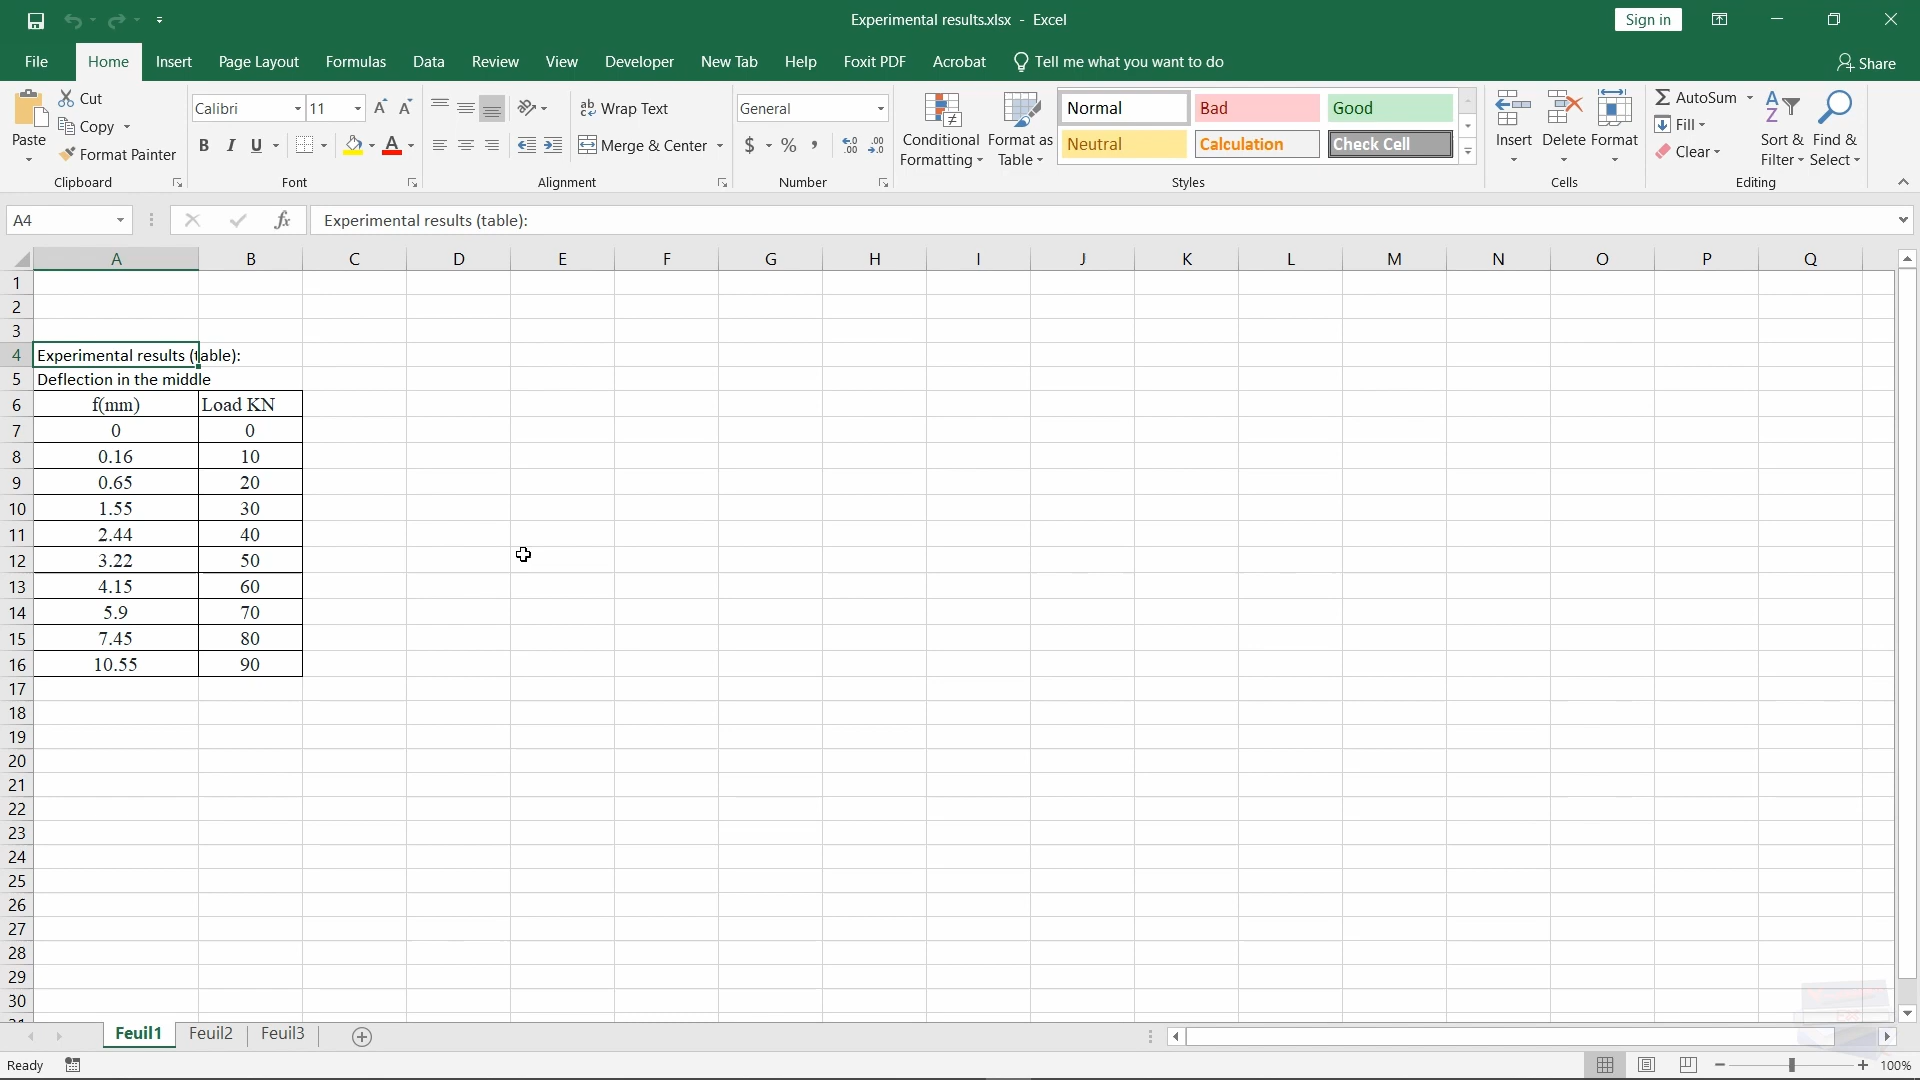 Experimental results.xlsx - Excel
Sign in
File Home Insert Page Layout Formulas Data Review View Developer New Tab Help Foxit PDF Acrobat Tell me what you want to do Share
Paste
Cut
Copy
Format Painter
Clipboard
Calibri 11
B I U A
Font
ab Wrap Text
Merge & Center
Alignment
General
$ % ,
Number
Conditional Formatting
Format as Table
Normal Bad Good
Neutral Calculation Check Cell
Styles
Insert Delete Format
Cells
AutoSum
Fill
Clear
Sort & Filter
Find & Select
Editing
A4 fx Experimental results (table):
A B C D E F G H I J K L M N O P Q
1
2
3
4 Experimental results (table):
5 Deflection in the middle
6 f(mm) Load KN
7 0 0
8 0.16 10
9 0.65 20
10 1.55 30
11 2.44 40
12 3.22 50
13 4.15 60
14 5.9 70
15 7.45 80
16 10.55 90
17
18
19
20
21
22
23
24
25
26
27
28
29
30
Feuil1 Feuil2 Feuil3
Ready 100%